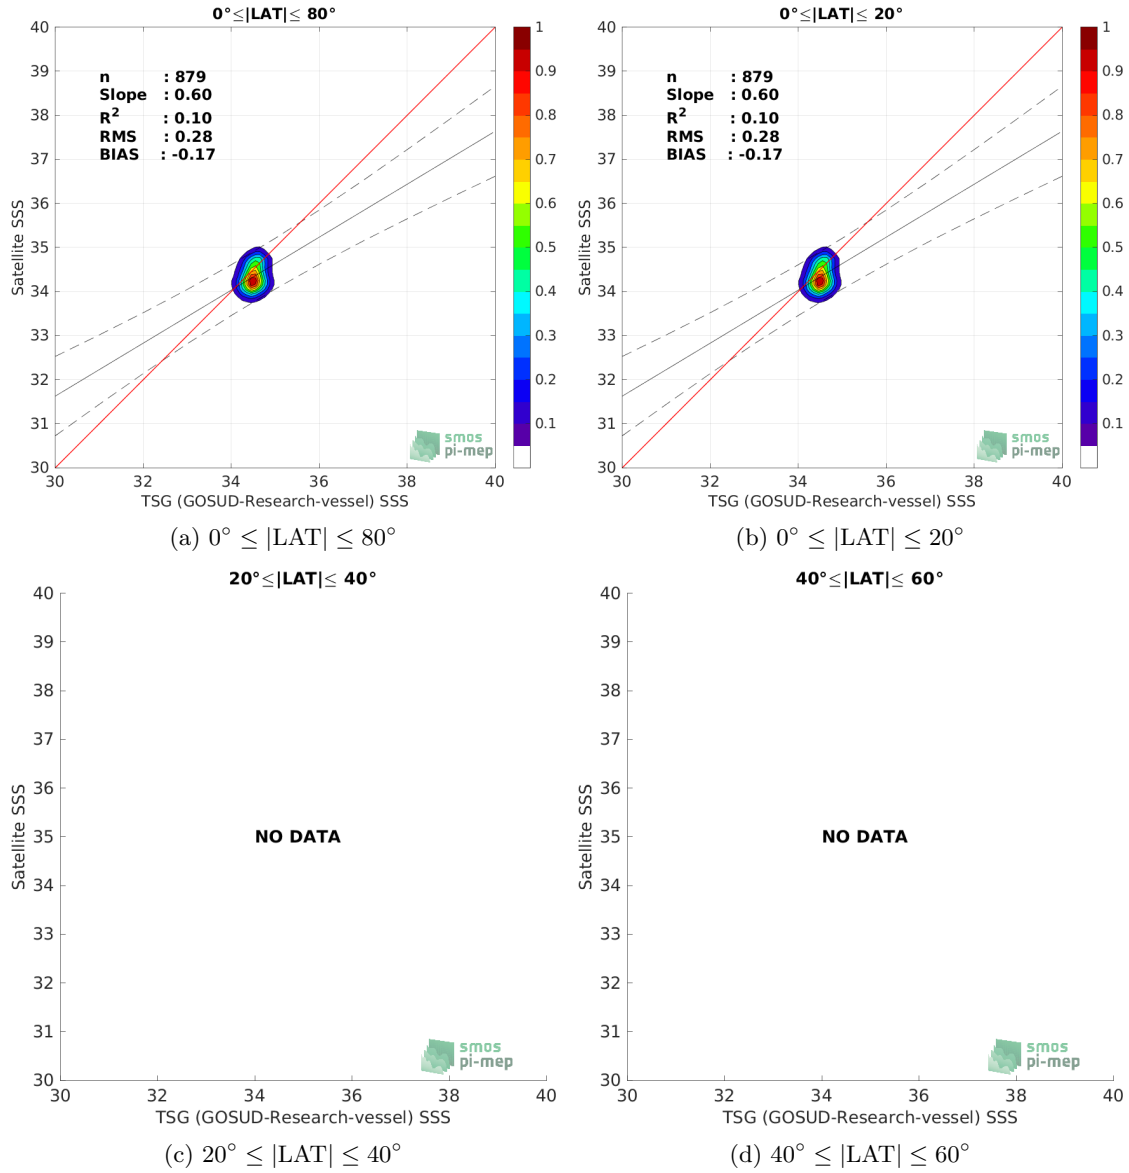 0°≤|LAT|≤ 80°
40
39
38
37
36
35
34
33
32
31
30
Satellite SSS
n : 879
Slope : 0.60
R² : 0.10
RMS : 0.28
BIAS : -0.17
smos
pi-mep
30 32 34 36 38 40
TSG (GOSUD-Research-vessel) SSS
1
0.9
0.8
0.7
0.6
0.5
0.4
0.3
0.2
0.1
(a) 0° ≤ |LAT| ≤ 80°
0°≤|LAT|≤ 20°
40
39
38
37
36
35
34
33
32
31
30
Satellite SSS
n : 879
Slope : 0.60
R² : 0.10
RMS : 0.28
BIAS : -0.17
smos
pi-mep
30 32 34 36 38 40
TSG (GOSUD-Research-vessel) SSS
1
0.9
0.8
0.7
0.6
0.5
0.4
0.3
0.2
0.1
(b) 0° ≤ |LAT| ≤ 20°
20°≤|LAT|≤ 40°
40
39
38
37
36
35
34
33
32
31
30
Satellite SSS
NO DATA
smos
pi-mep
30 32 34 36 38 40
TSG (GOSUD-Research-vessel) SSS
(c) 20° ≤ |LAT| ≤ 40°
40°≤|LAT|≤ 60°
40
39
38
37
36
35
34
33
32
31
30
Satellite SSS
NO DATA
smos
pi-mep
30 32 34 36 38 40
TSG (GOSUD-Research-vessel) SSS
(d) 40° ≤ |LAT| ≤ 60°